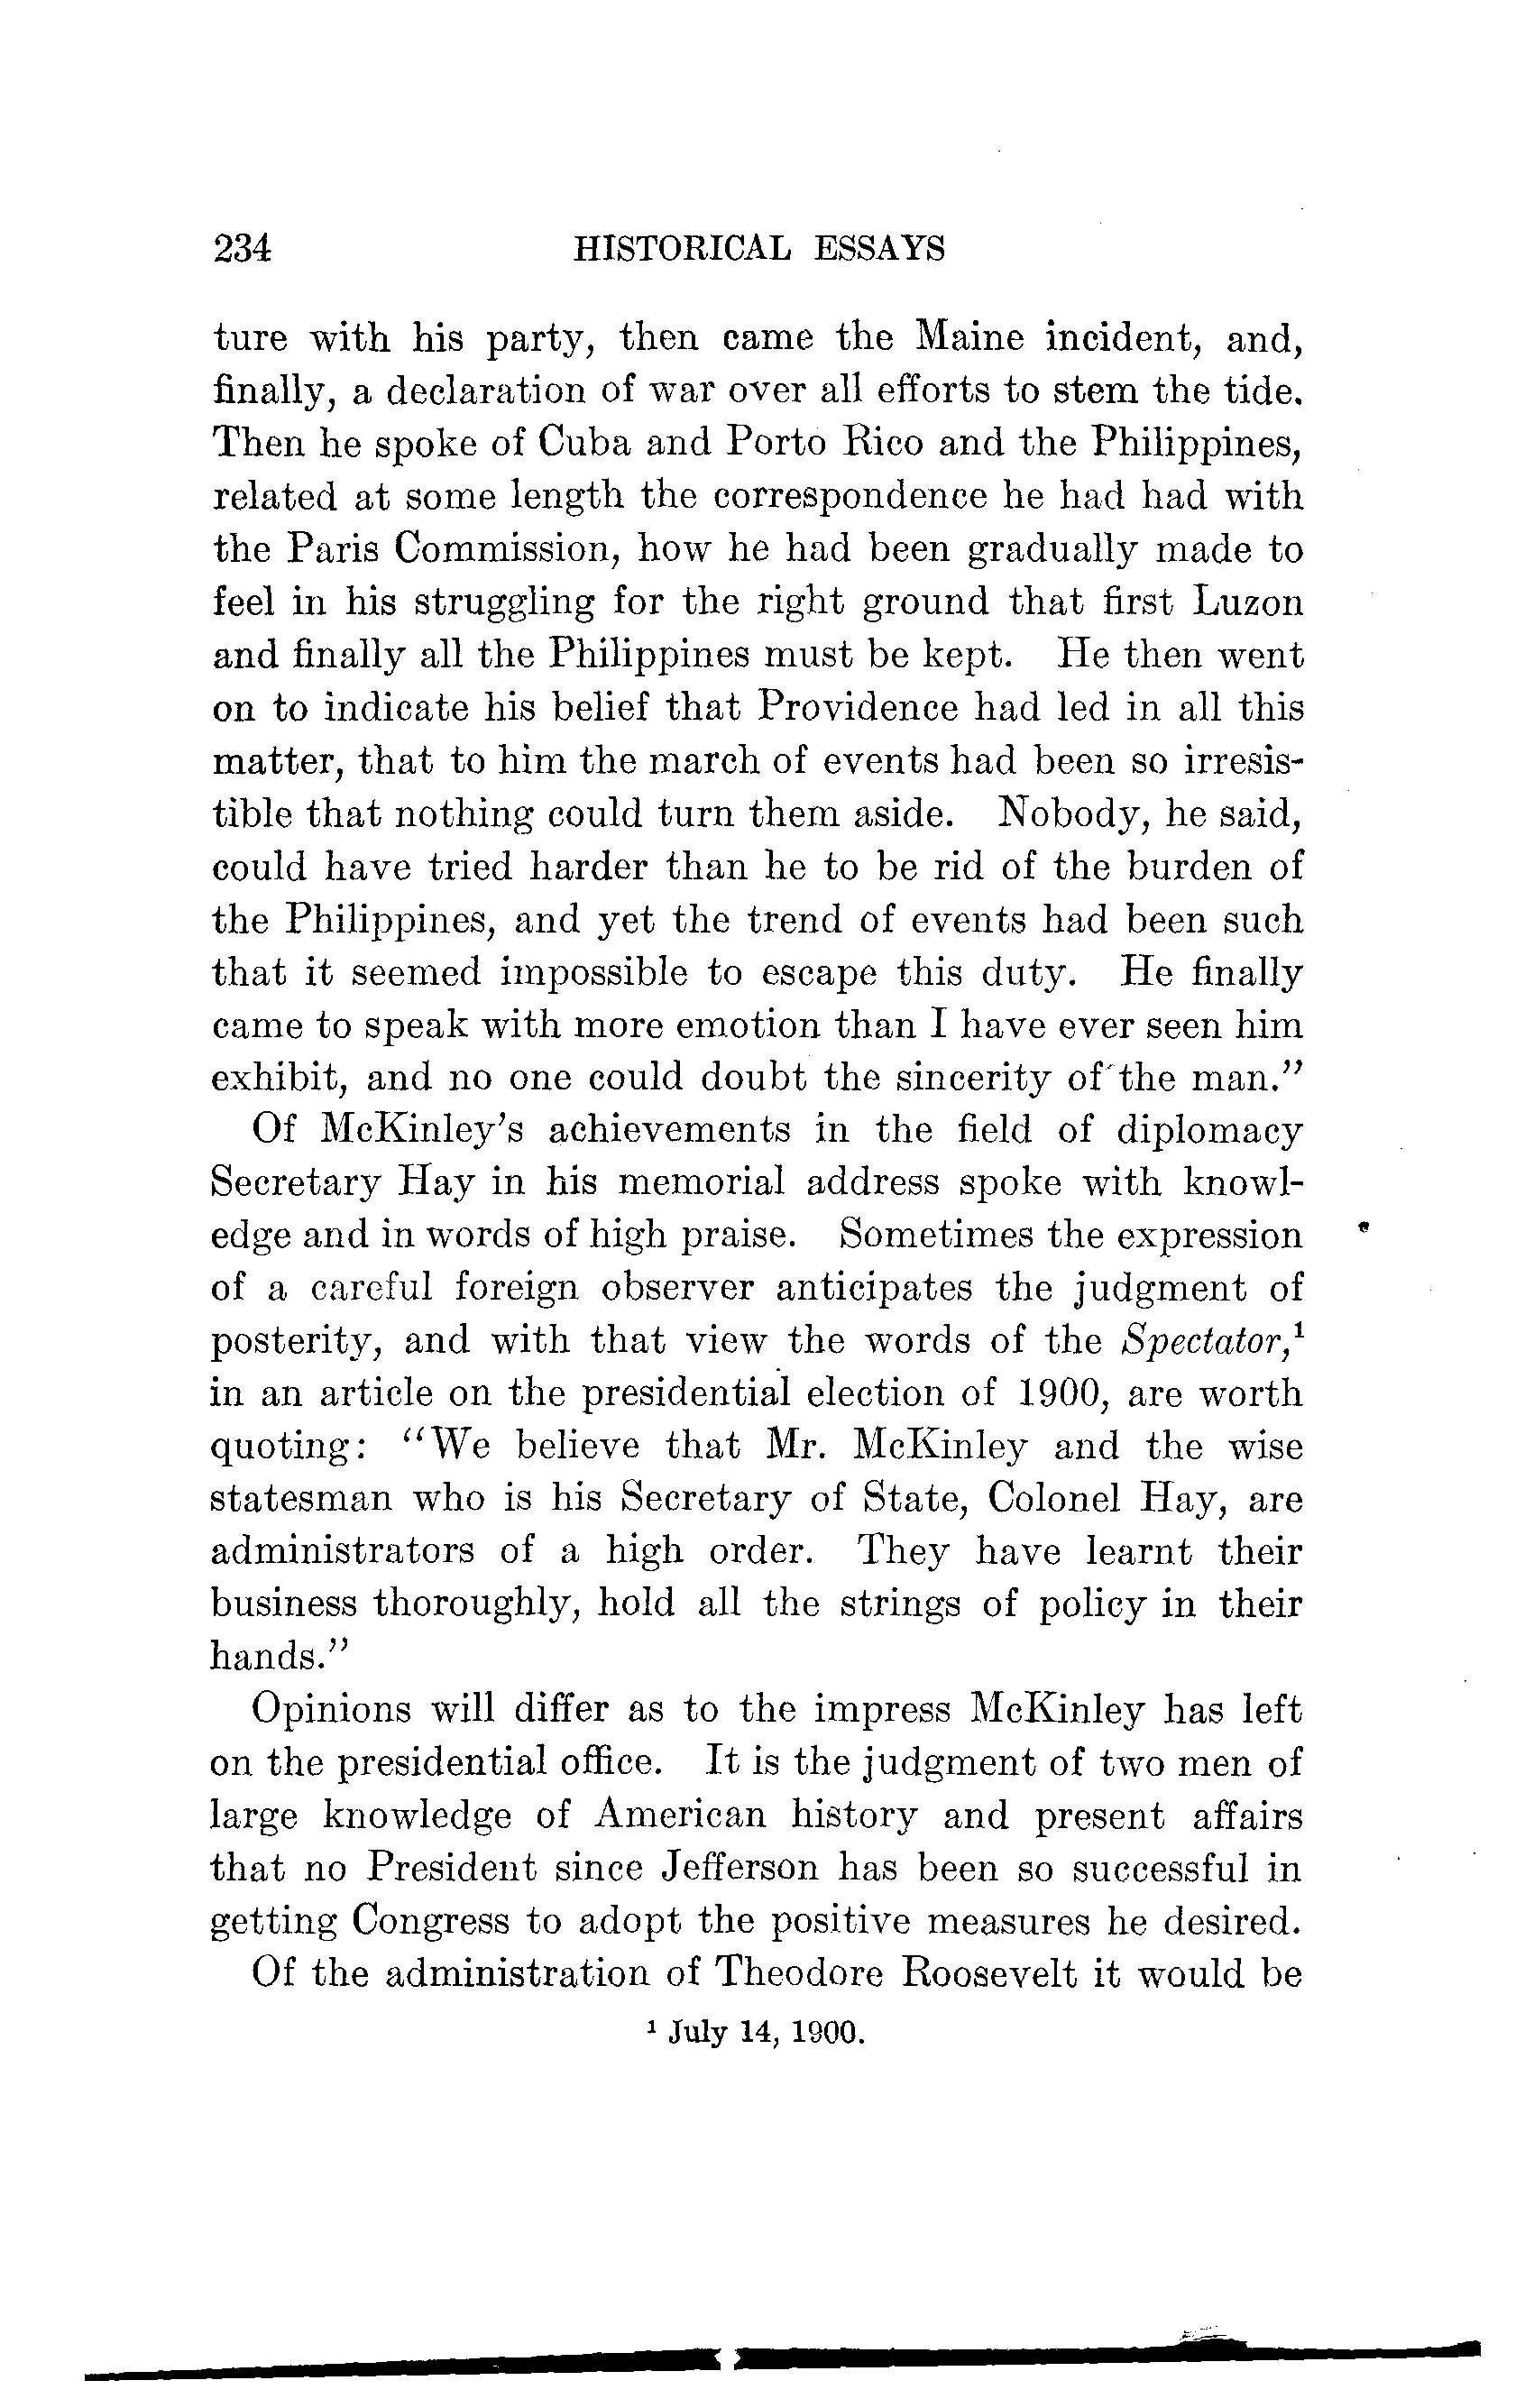 234 HISTORICAL ESSAYS
ture with his party, then came the Maine incident, and,
finally, a declaration of war over all efforts to stem the tide.
Then he spoke of Cuba and Porto Rico and the Philippines,
related at some length the correspondence he had had with
the Paris Commission, how he had been gradually made to
feel in his struggling for the right ground that first Luzon
and finally all the Philippines must be kept. He then went
on to indicate his belief that Providence had led in all this
matter, that to him the march of events had been so irresis-
tible that nothing could turn them aside. Nobody, he said,
could have tried harder than he to be rid of the burden of
the Philippines, and yet the trend of events had been such
that it seemed impossible to escape this duty. He finally
came to speak with more emotion than I have ever seen him
exhibit, and no one could doubt the sincerity of the man."
Of McKinley's achievements in the field of diplomacy
Secretary Hay in his memorial address spoke with knowl-
edge and in words of high praise. Sometimes the expression
of a careful foreign observer anticipates the judgment of
posterity, and with that view the words of the Spectator,¹
in an article on the presidential election of 1900, are worth
quoting: "We believe that Mr. McKinley and the wise
statesman who is his Secretary of State, Colonel Hay, are
administrators of a high order. They have learnt their
business thoroughly, hold all the strings of policy in their
hands."
Opinions will differ as to the impress McKinley has left
on the presidential office. It is the judgment of two men of
large knowledge of American history and present affairs
that no President since Jefferson has been so successful in
getting Congress to adopt the positive measures he desired.
Of the administration of Theodore Roosevelt it would be
¹ July 14, 1900.